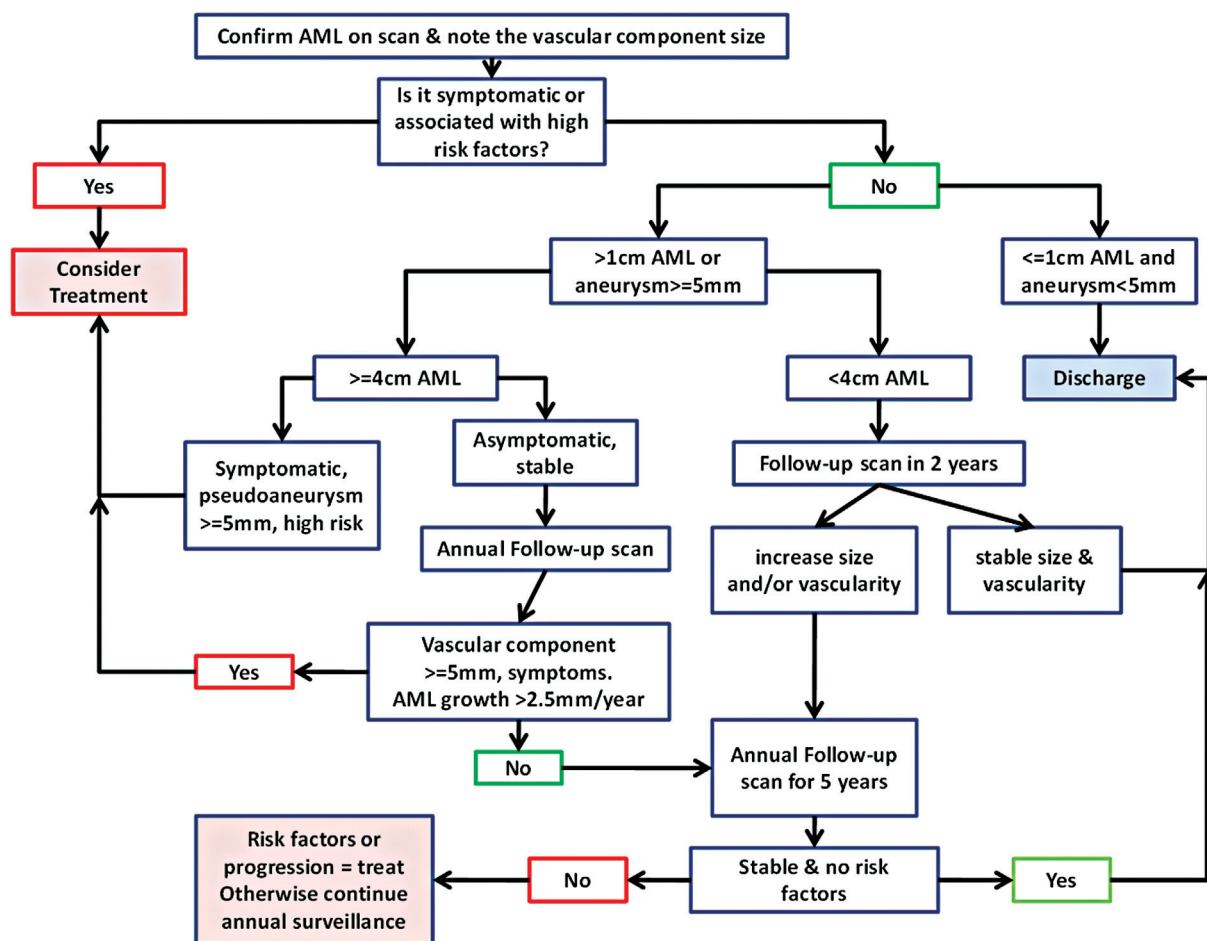 Confirm AML on scan & note the vascular component size
Is it symptomatic or
associated with high
risk factors?
Yes
No
Consider
Treatment
>1cm AML or
aneurysm>=5mm
<=1cm AML and
aneurysm<5mm
>=4cm AML
<4cm AML
Discharge
Symptomatic,
pseudoaneurysm
>=5mm, high risk
Asymptomatic,
stable
Follow-up scan in 2 years
Annual Follow-up scan
increase size
and/or vascularity
stable size &
vascularity
Vascular component
>=5mm, symptoms.
AML growth >2.5mm/year
Yes
No
Annual Follow-up
scan for 5 years
Risk factors or
progression = treat
Otherwise continue
annual surveillance
No
Stable & no risk
factors
Yes